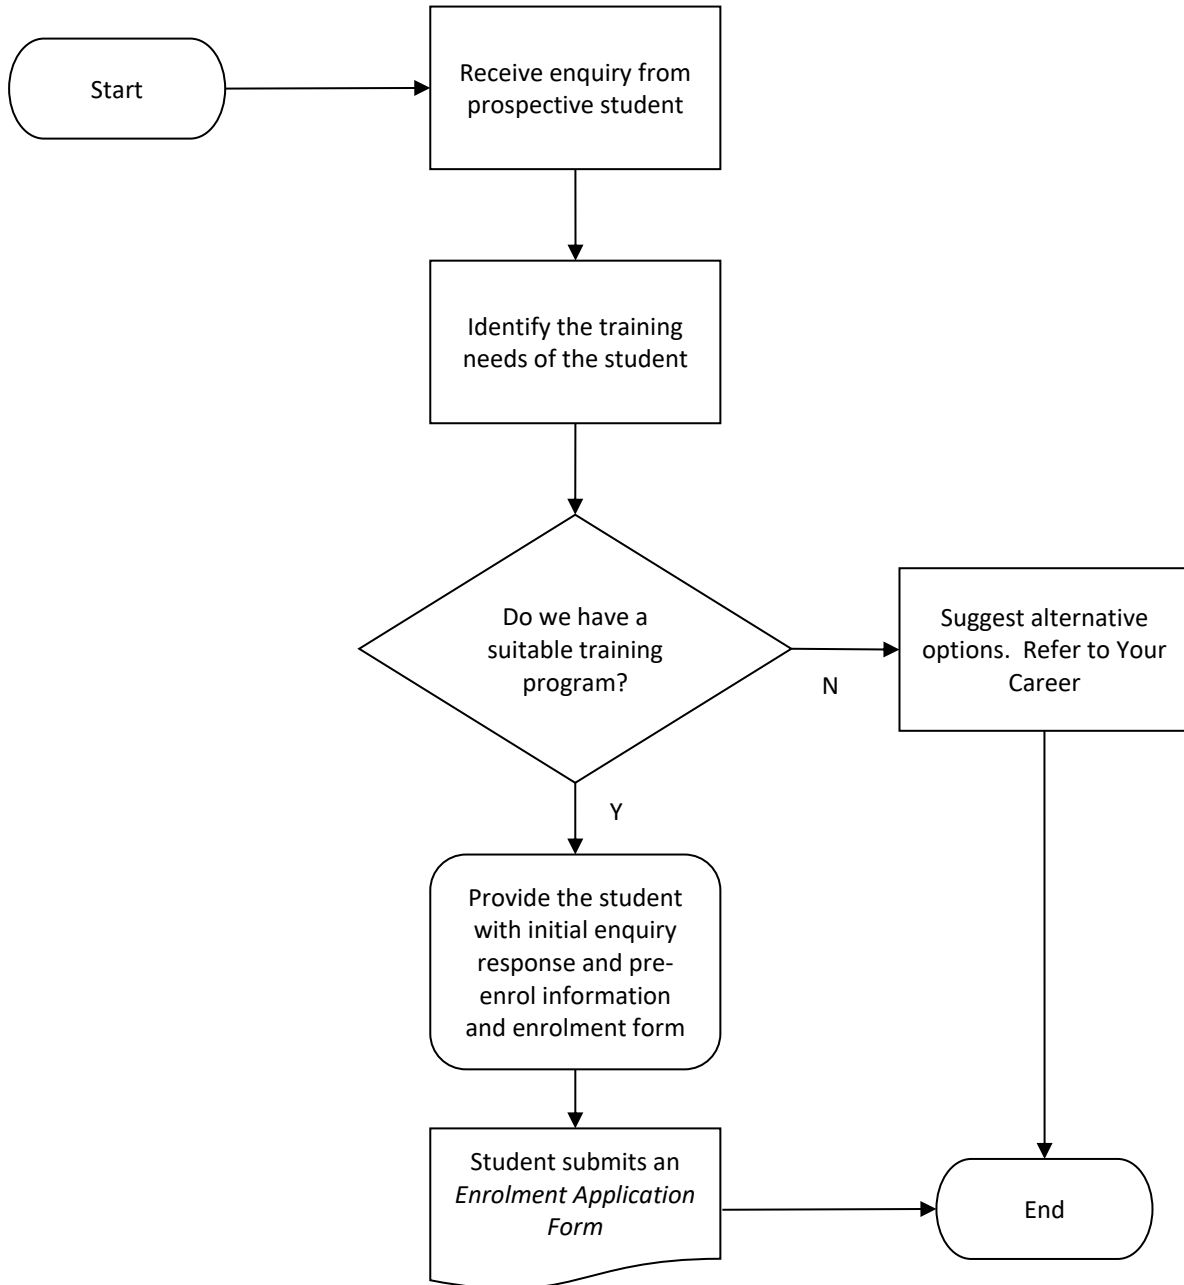 Start
Receive enquiry from
prospective student
Identify the training
needs of the student
Do we have a
suitable training
program?
N
Suggest alternative
options.  Refer to Your
Career
Y
Provide the student
with initial enquiry
response and pre-
enrol information
and enrolment form
Student submits an
Enrolment Application
Form
End